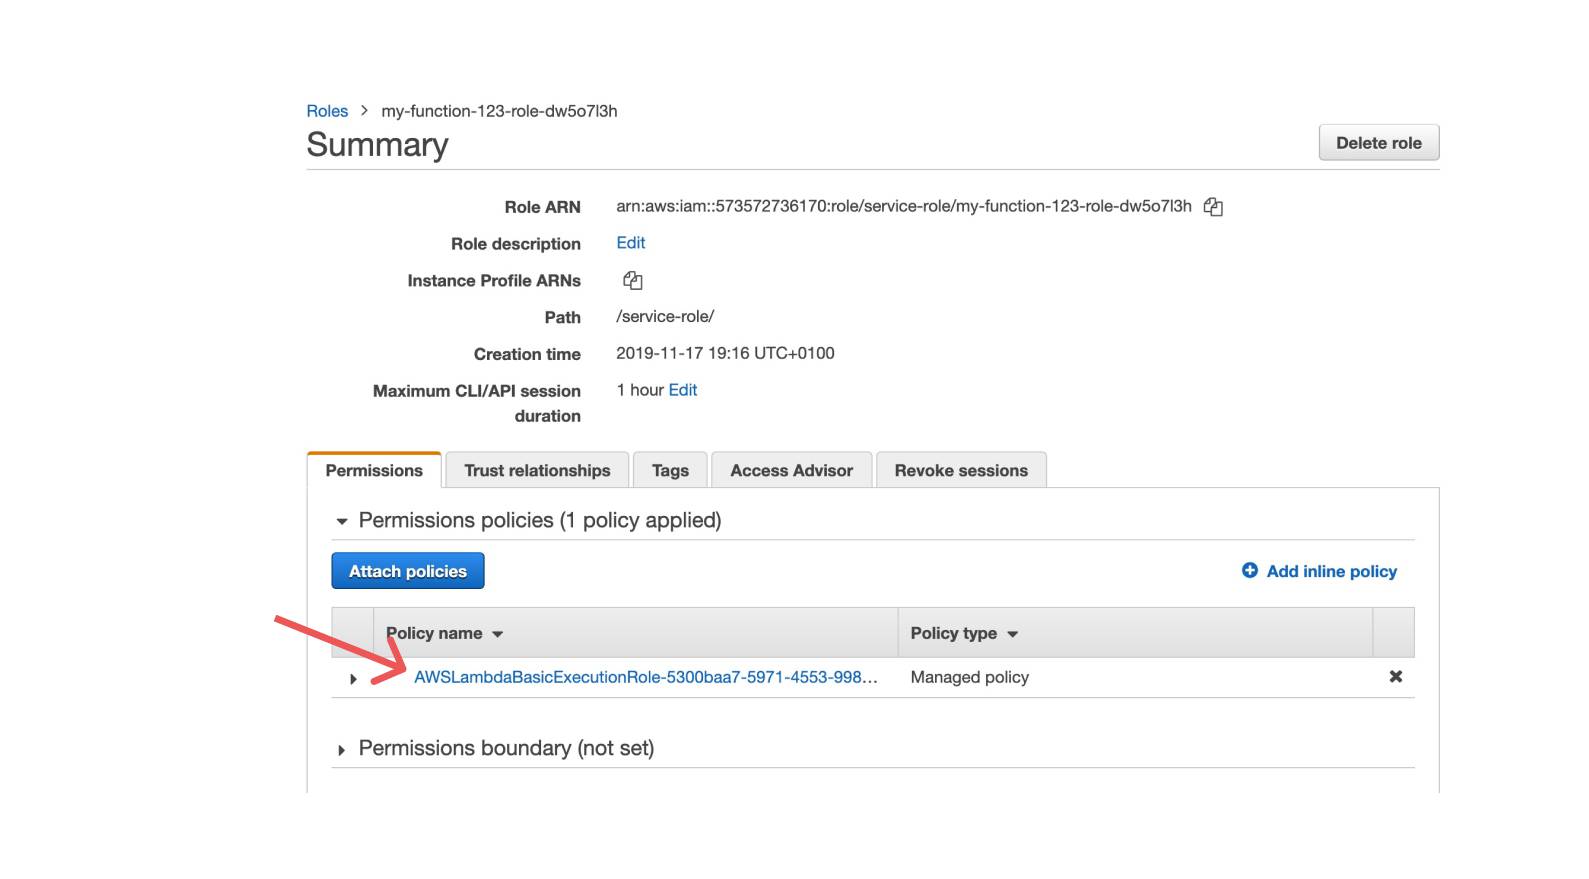 Roles > my-function-123-role-dw5o7l3h
Summary
Delete role
Role ARN arn:aws:iam::573572736170:role/service-role/my-function-123-role-dw5o7l3h
Role description Edit
Instance Profile ARNs
Path /service-role/
Creation time 2019-11-17 19:16 UTC+0100
Maximum CLI/API session 1 hour Edit
duration
Permissions Trust relationships Tags Access Advisor Revoke sessions
Permissions policies (1 policy applied)
Attach policies Add inline policy
Policy name Policy type
AWSLambdaBasicExecutionRole-5300baa7-5971-4553-998... Managed policy
Permissions boundary (not set)